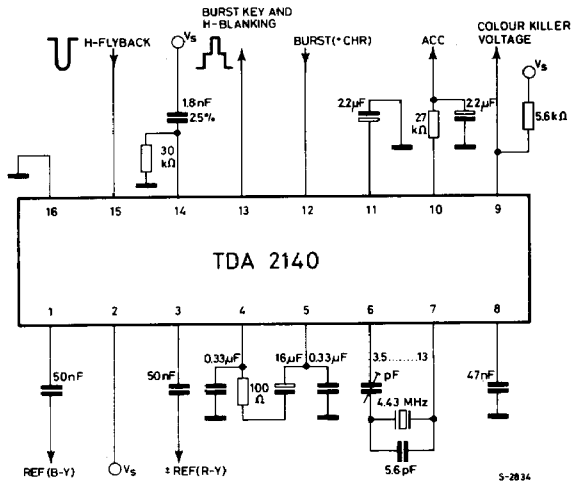 BURST KEY AND
H-BLANKING
COLOUR KILLER
VOLTAGE
H-FLYBACK
Vs
BURST(*CHR)
ACC
Vs
1.8nF
25%
30
kΩ
2.2µF
27
kΩ
2.2µF
5.6kΩ
16 15 14 13 12 11 10 9
TDA 2140
1 2 3 4 5 6 7 8
50nF
50nF
0.33µF
100
Ω
16µF
0.33µF
3.5........13
pF
4.43 MHz
5.6pF
47nF
REF(B-Y)
Vs
±REF(R-Y)
S-2834